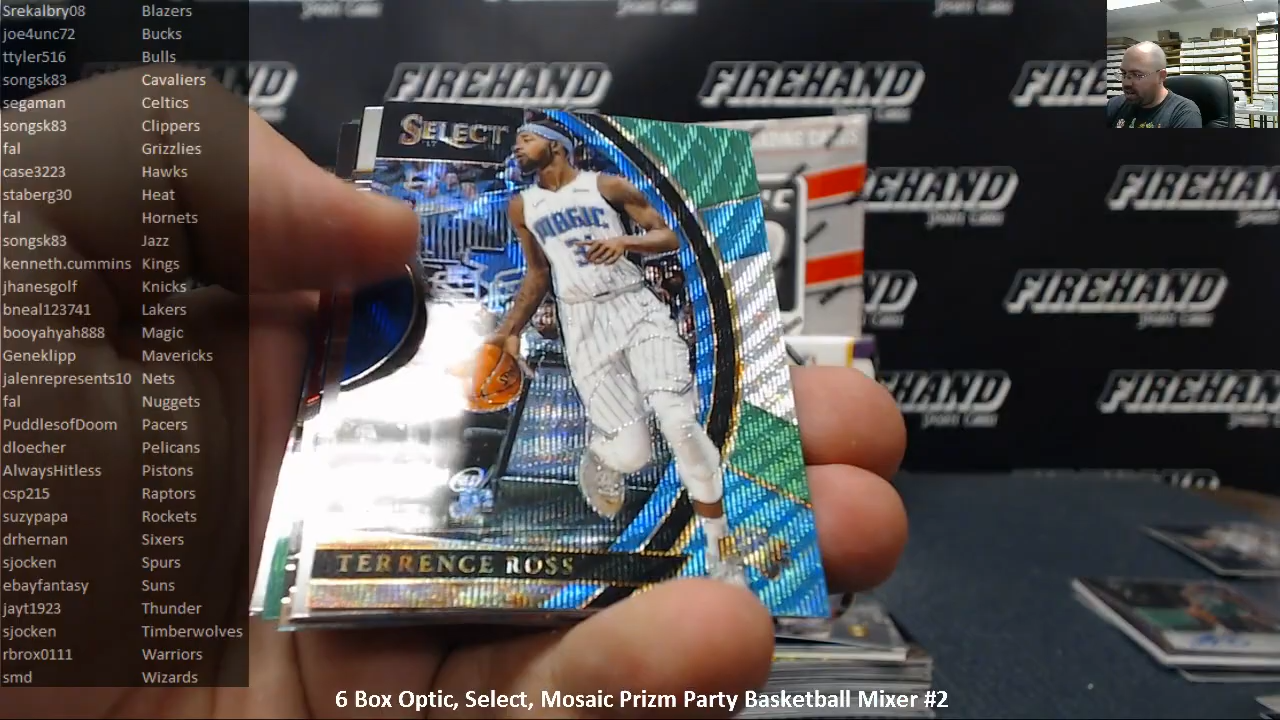 Srekalbry08 Blazers
joe4unc72 Bucks
ttyler516 Bulls
songsk83 Cavaliers
segaman Celtics
songsk83 Clippers
fal Grizzlies
case3223 Hawks
staberg30 Heat
fal Hornets
songsk83 Jazz
kenneth.cummins Kings
jhanesgolf Knicks
bneal123741 Lakers
booyahyah888 Magic
Geneklipp Mavericks
jalenrepresents10 Nets
fal Nuggets
PuddlesofDoom Pacers
dloecher Pelicans
AlwaysHitless Pistons
csp215 Raptors
suzypapa Rockets
drhernan Sixers
sjocken Spurs
ebayfantasy Suns
jayt1923 Thunder
sjocken Timberwolves
rbrox0111 Warriors
smd Wizards
FIREHAND FIREHAND
SELECT
MAGIC
TERRENCE ROSS
FIREHAND
FIREHAND
FIREHAND
6 Box Optic, Select, Mosaic Prizm Party Basketball Mixer #2